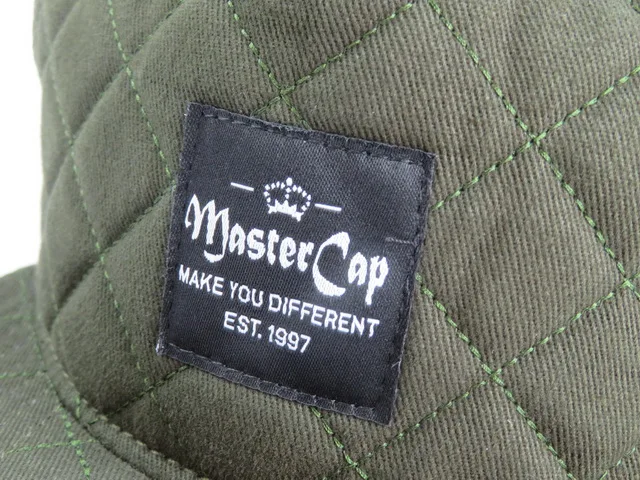 MasterCap
MAKE YOU DIFFERENT
EST. 1997